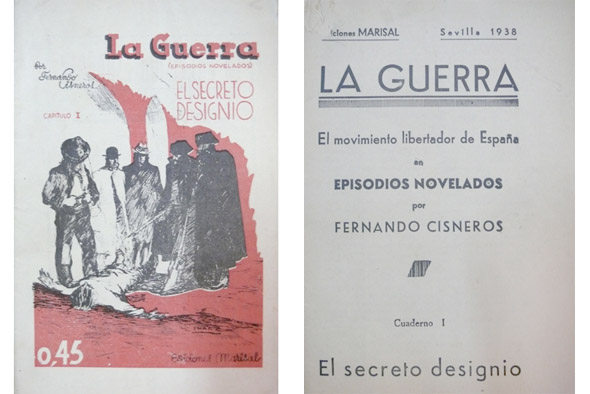 La Guerra
(EPISODIOS NOVELADOS)
por
Fernando
Cisneros
EL SECRETO
DESIGNIO
CAPITULO I
0,45
Ediciones Marisal
iciones MARISAL Sevilla 1938
LA GUERRA
El movimiento libertador de España
en
EPISODIOS NOVELADOS
por
FERNANDO CISNEROS
Cuaderno I
El secreto designio